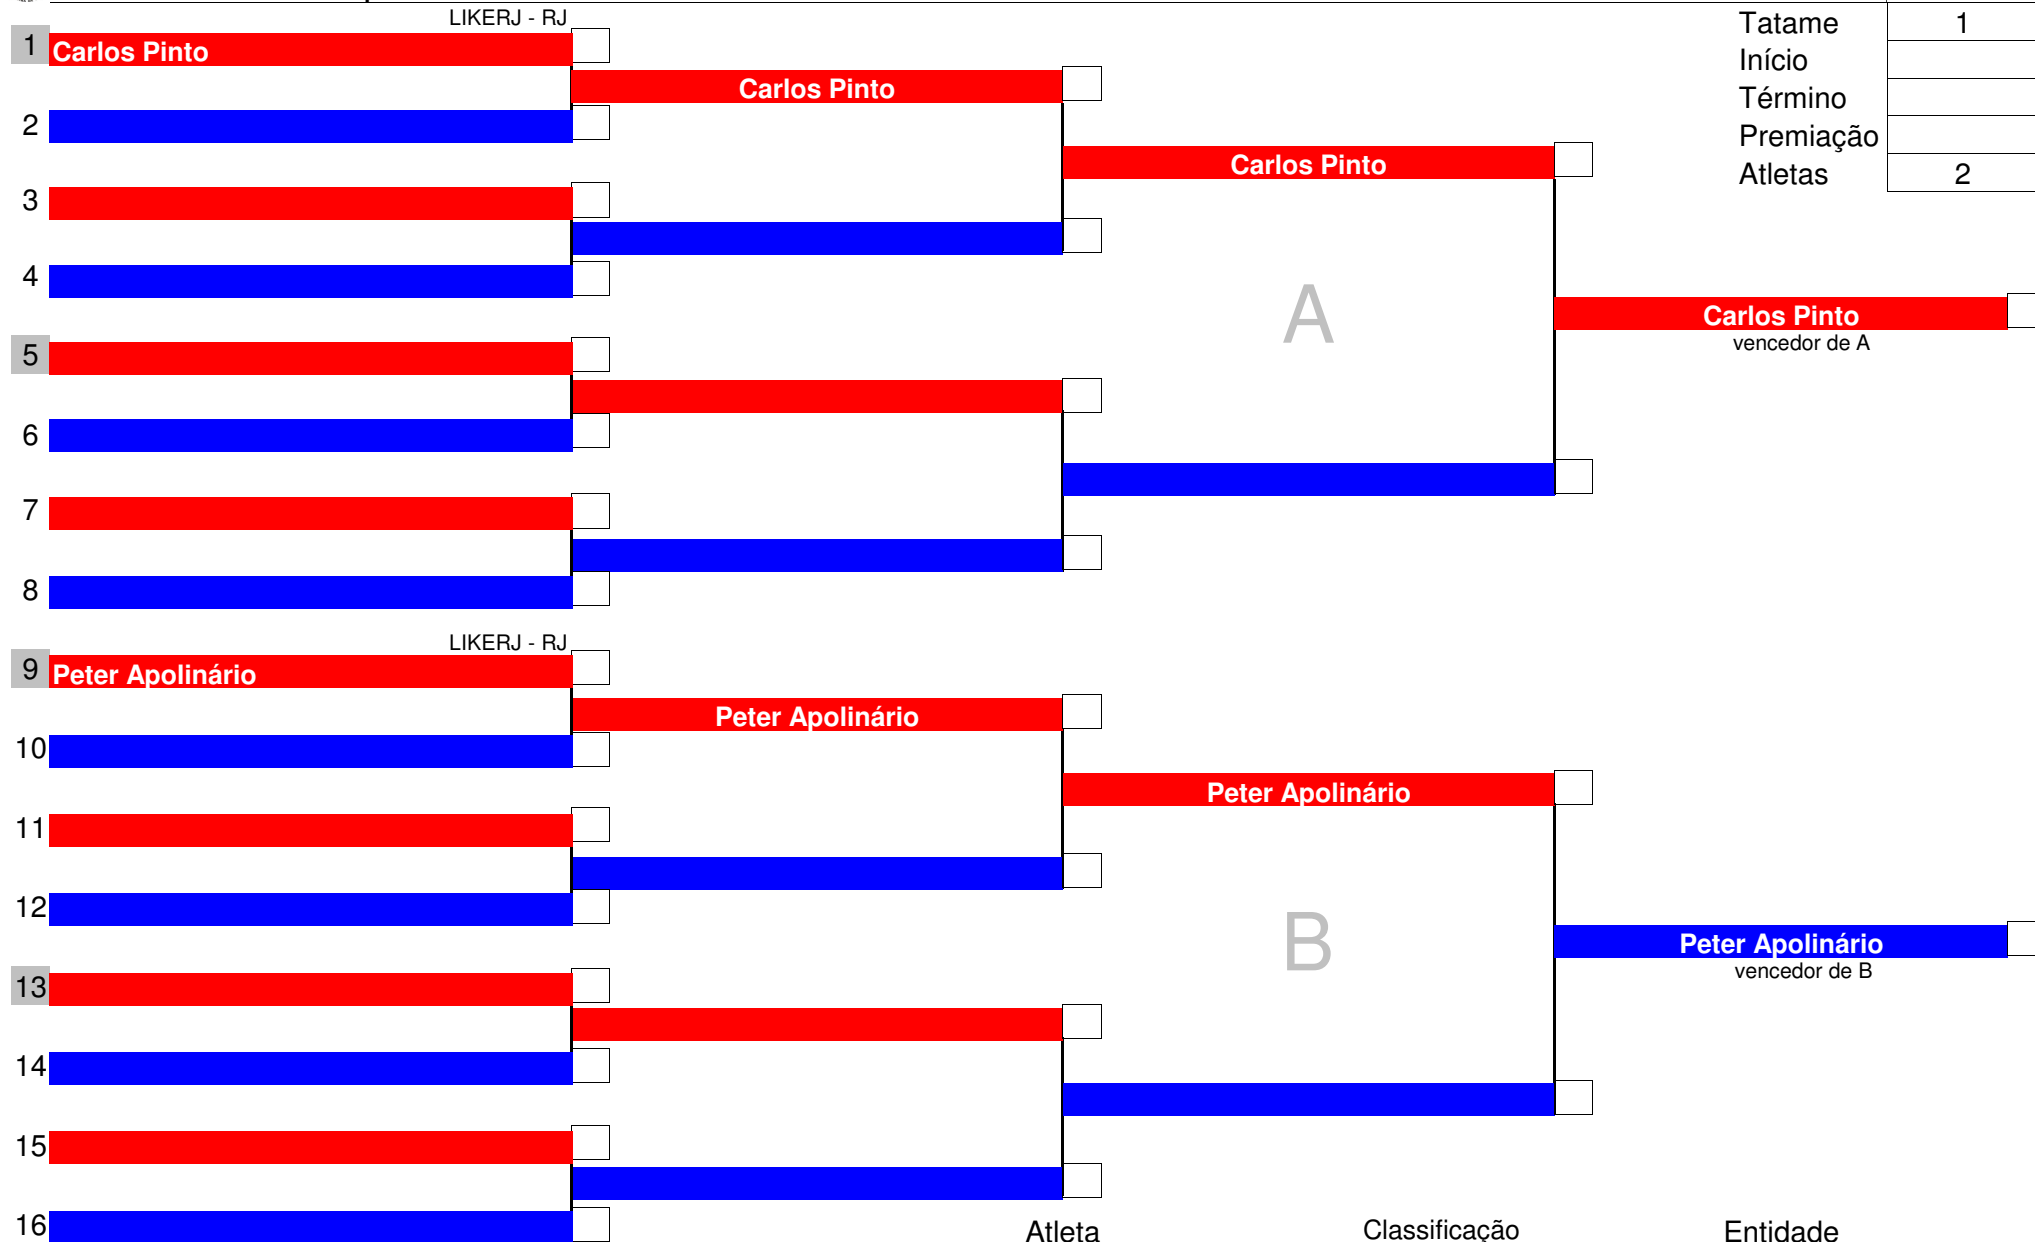 LIKERJ - RJ
Tatame 1
1 Carlos Pinto
Início
Carlos Pinto
Término
2
Premiação
Carlos Pinto
Atletas 2
3
4
Carlos Pinto
A
vencedor de A
5
6
7
8
LIKERJ - RJ
9 Peter Apolinário
Peter Apolinário
10
Peter Apolinário
11
12
B
Peter Apolinário
vencedor de B
13
14
15
16
Atleta Classificação Entidade